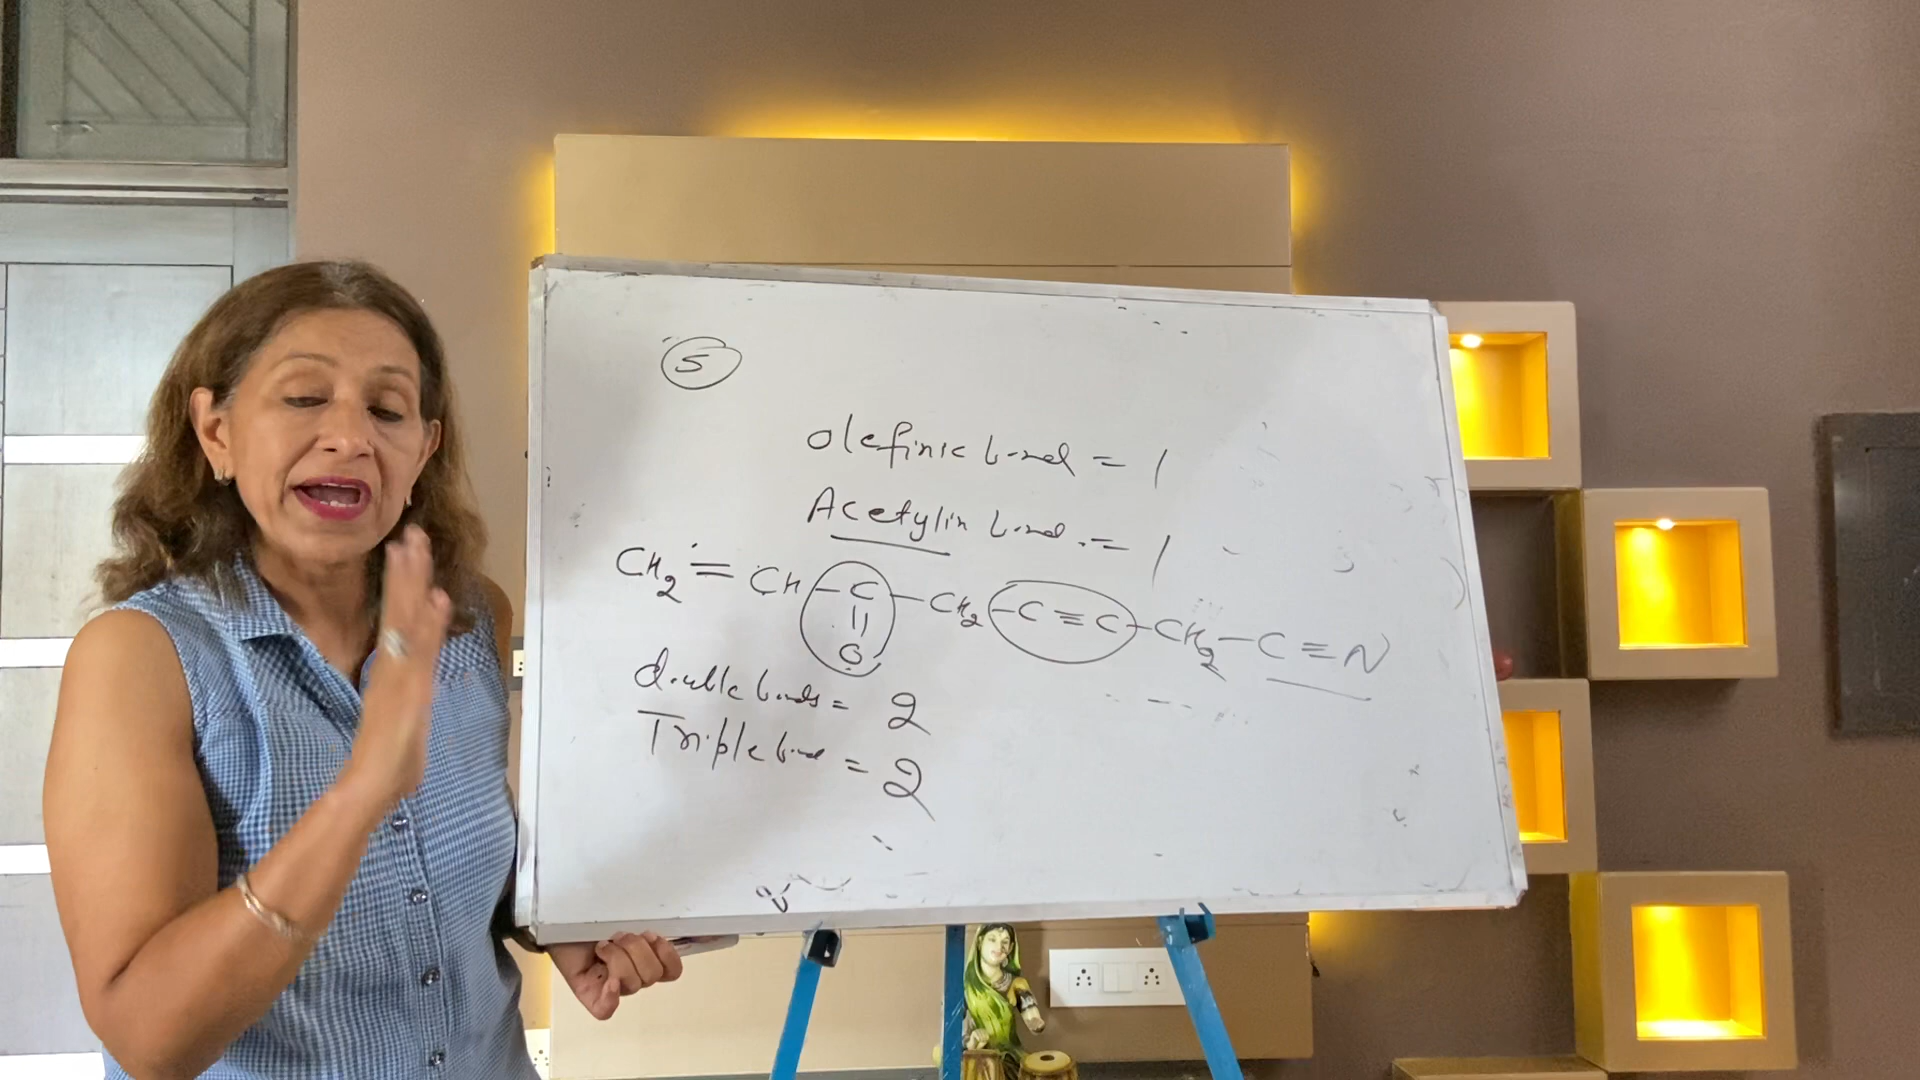 5
Olefinic bond = 1
Acetylin bond = 1
CH2 = CH - C - CH2 - C ≡ C - CH2 - C ≡ N
||
O
double bonds = 2
Triple bond = 2